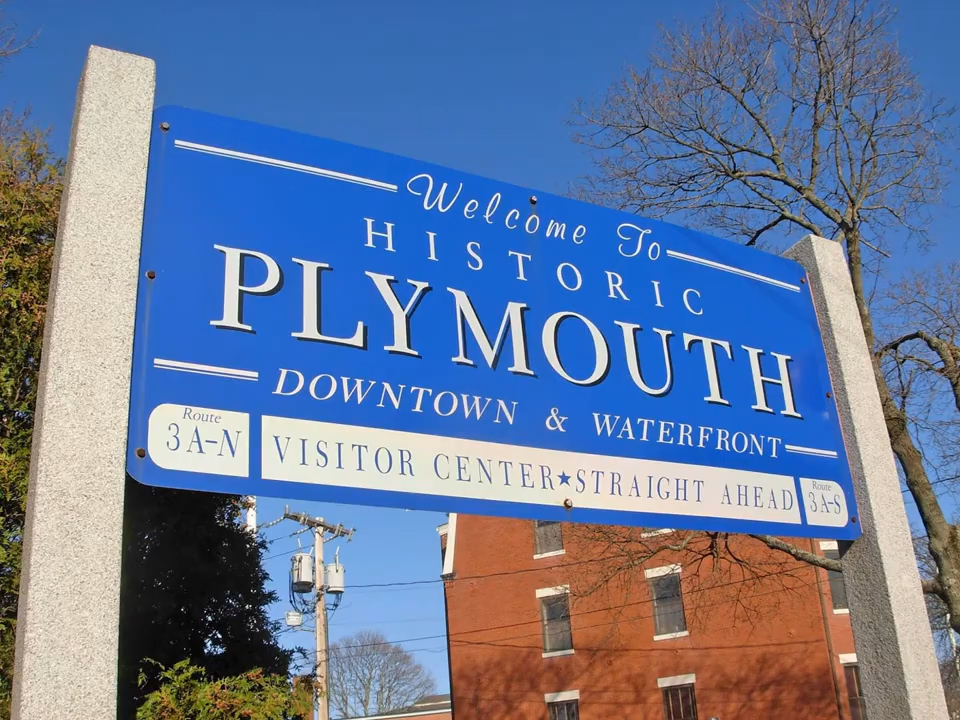 Welcome To
HISTORIC
PLYMOUTH
DOWNTOWN & WATERFRONT
Route
3A-N
VISITOR CENTER★STRAIGHT AHEAD
Route
3A-S